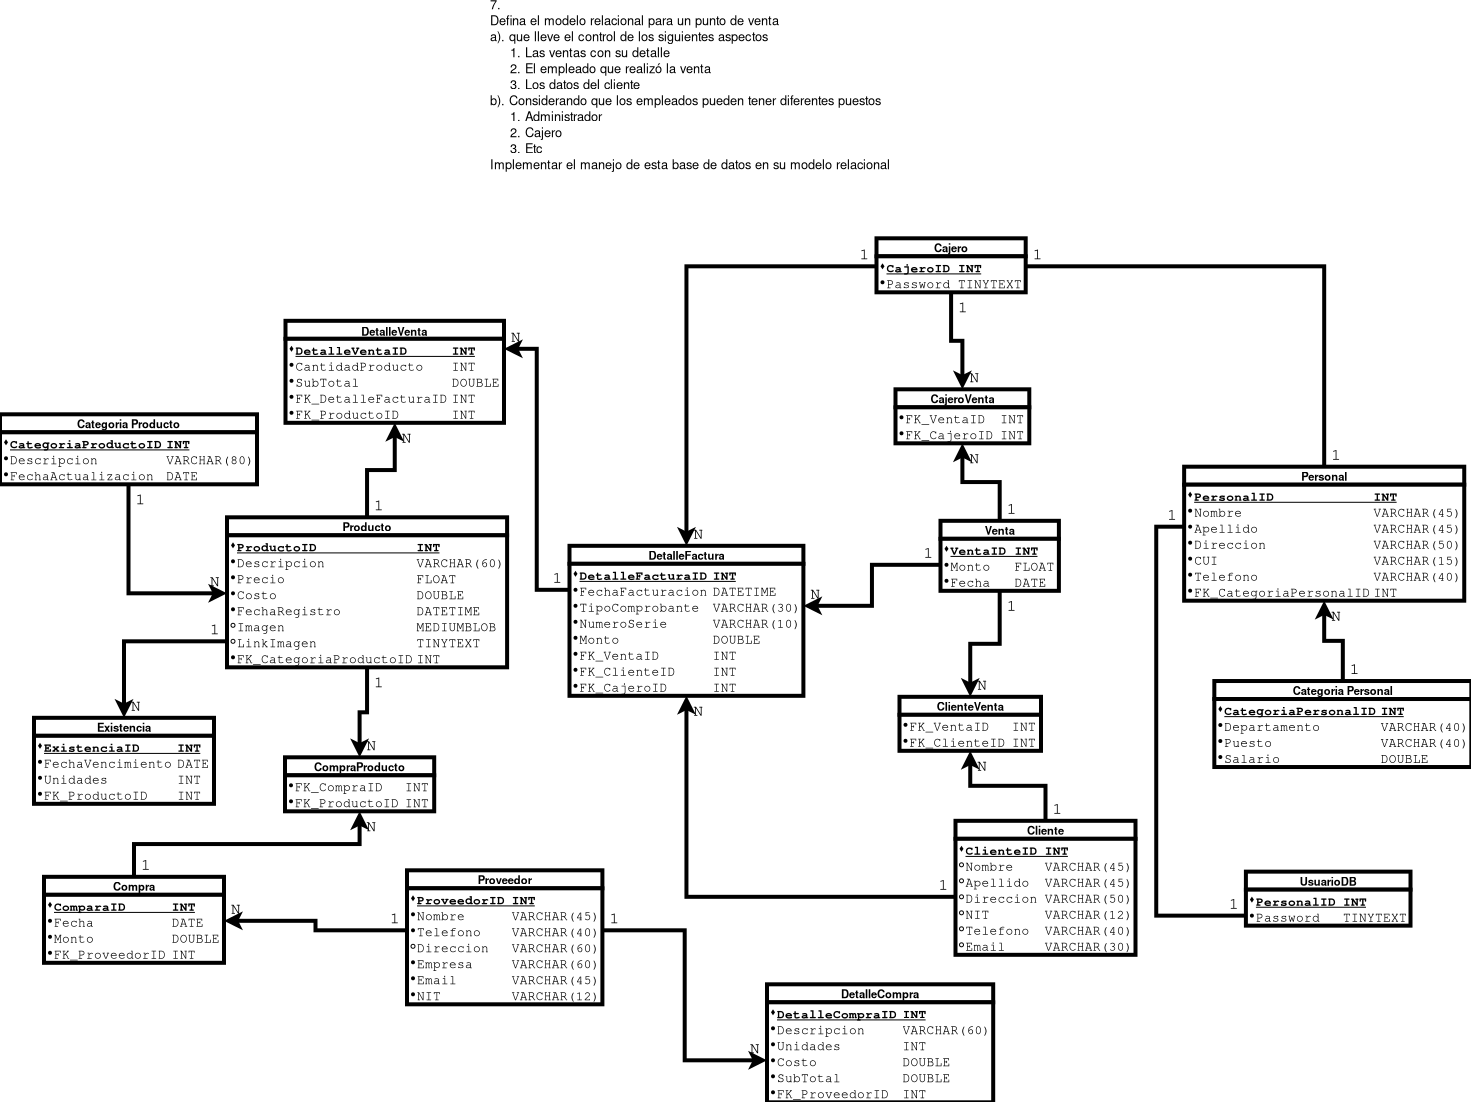 7.
Defina el modelo relacional para un punto de venta
a). que lleve el control de los siguientes aspectos
1. Las ventas con su detalle
2. El empleado que realizó la venta
3. Los datos del cliente
b). Considerando que los empleados pueden tener diferentes puestos
1. Administrador
2. Cajero
3. Etc
Implementar el manejo de esta base de datos en su modelo relacional
Cajero
CajeroID INT
Password TINYTEXT
1
1
1
N
N
DetalleVenta
DetalleVentaID INT
CantidadProducto INT
SubTotal DOUBLE
FK_DetalleFacturaID INT
FK_ProductoID INT
N
N
1
1
CajeroVenta
FK_VentaID INT
FK_CajeroID INT
N
1
Categoria Producto
CategoriaProductoID INT
Descripcion VARCHAR(80)
FechaActualizacion DATE
1
N
Producto
ProductoID INT
Descripcion VARCHAR(60)
Precio FLOAT
Costo DOUBLE
FechaRegistro DATETIME
Imagen MEDIUMBLOB
LinkImagen TINYTEXT
FK_CategoriaProductoID INT
1
N
1
N
DetalleFactura
DetalleFacturaID INT
FechaFacturacion DATETIME
TipoComprobante VARCHAR(30)
NumeroSerie VARCHAR(10)
Monto DOUBLE
FK_VentaID INT
FK_ClienteID INT
FK_CajeroID INT
N
N
1
Venta
VentaID INT
Monto FLOAT
Fecha DATE
1
1
N
Personal
PersonalID INT
Nombre VARCHAR(45)
Apellido VARCHAR(45)
Direccion VARCHAR(50)
CUI VARCHAR(15)
Telefono VARCHAR(40)
FK_CategoriaPersonalID INT
1
1
N
1
Categoria Personal
CategoriaPersonalID INT
Departamento VARCHAR(40)
Puesto VARCHAR(40)
Salario DOUBLE
ClienteVenta
FK_VentaID INT
FK_ClienteID INT
N
1
Existencia
ExistenciaID INT
FechaVencimiento DATE
Unidades INT
FK_ProductoID INT
CompraProducto
FK_CompraID INT
FK_ProductoID INT
N
1
Cliente
ClienteID INT
Nombre VARCHAR(45)
Apellido VARCHAR(45)
Direccion VARCHAR(50)
NIT VARCHAR(12)
Telefono VARCHAR(40)
Email VARCHAR(30)
1
Compra
ComparaID INT
Fecha DATE
Monto DOUBLE
FK_ProveedorID INT
N
1
Proveedor
ProveedorID INT
Nombre VARCHAR(45)
Telefono VARCHAR(40)
Direccion VARCHAR(60)
Empresa VARCHAR(60)
Email VARCHAR(45)
NIT VARCHAR(12)
1
N
UsuarioDB
PersonalID INT
Password TINYTEXT
1
DetalleCompra
DetalleCompraID INT
Descripcion VARCHAR(60)
Unidades INT
Costo DOUBLE
SubTotal DOUBLE
FK_ProveedorID INT